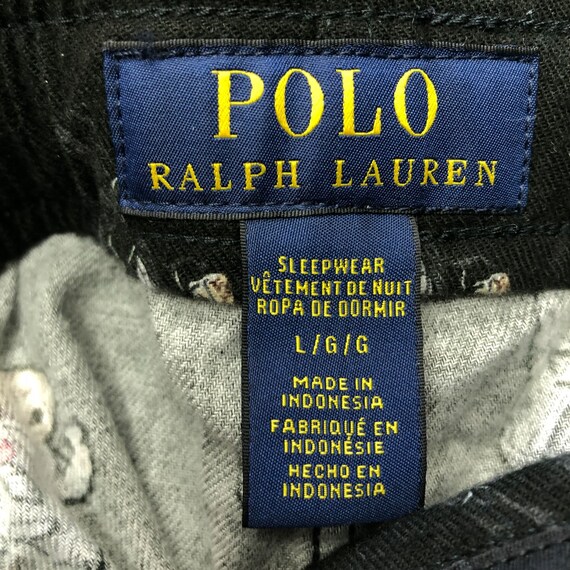 POLO
RALPH LAUREN
SLEEPWEAR
VÊTEMENT DE NUIT
ROPA DE DORMIR
L/G/G
MADE IN
INDONESIA
FABRIQUÉ EN
INDONÉSIE
HECHO EN
INDONESIA